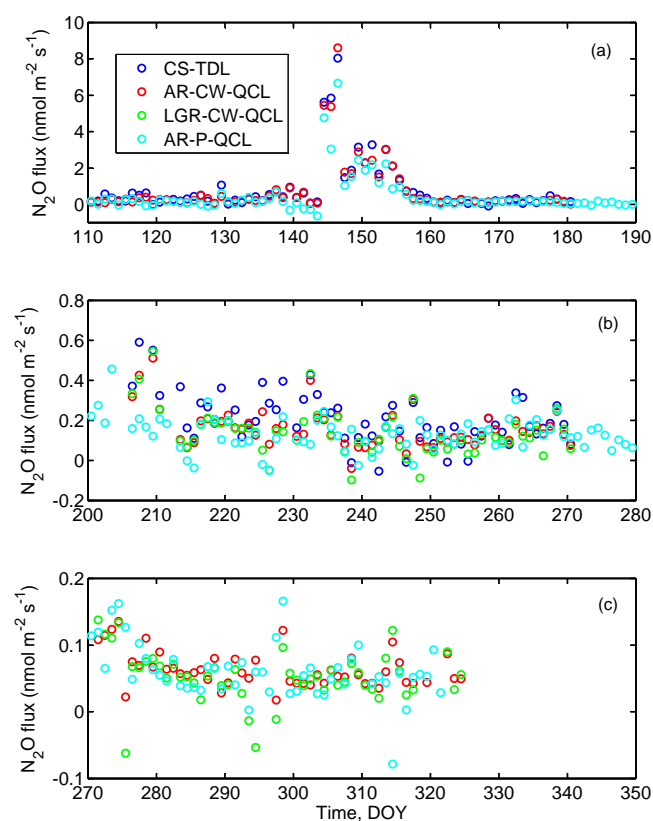 10
8
6
4
2
0
N2O flux (nmol m-2 s-1)
(a)
CS-TDL
AR-CW-QCL
LGR-CW-QCL
AR-P-QCL
110 120 130 140 150 160 170 180 190
0.8
0.6
0.4
0.2
0
-0.2
N2O flux (nmol m-2 s-1)
(b)
200 210 220 230 240 250 260 270 280
0.2
0.1
0
-0.1
N2O flux (nmol m-2 s-1)
(c)
270 280 290 300 310 320 330 340 350
Time, DOY